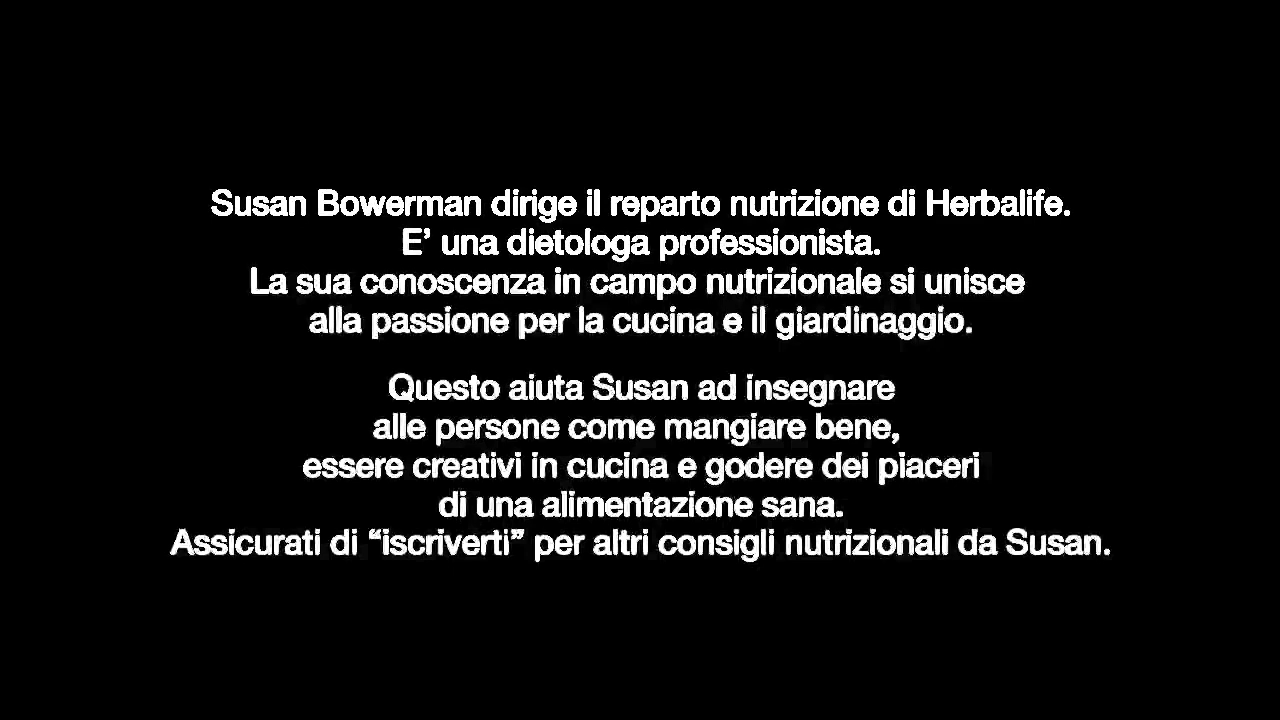 Susan Bowerman dirige il reparto nutrizione di Herbalife.
E’ una dietologa professionista.
La sua conoscenza in campo nutrizionale si unisce
alla passione per la cucina e il giardinaggio.
Questo aiuta Susan ad insegnare
alle persone come mangiare bene,
essere creativi in cucina e godere dei piaceri
di una alimentazione sana.
Assicurati di “iscriverti” per altri consigli nutrizionali da Susan.